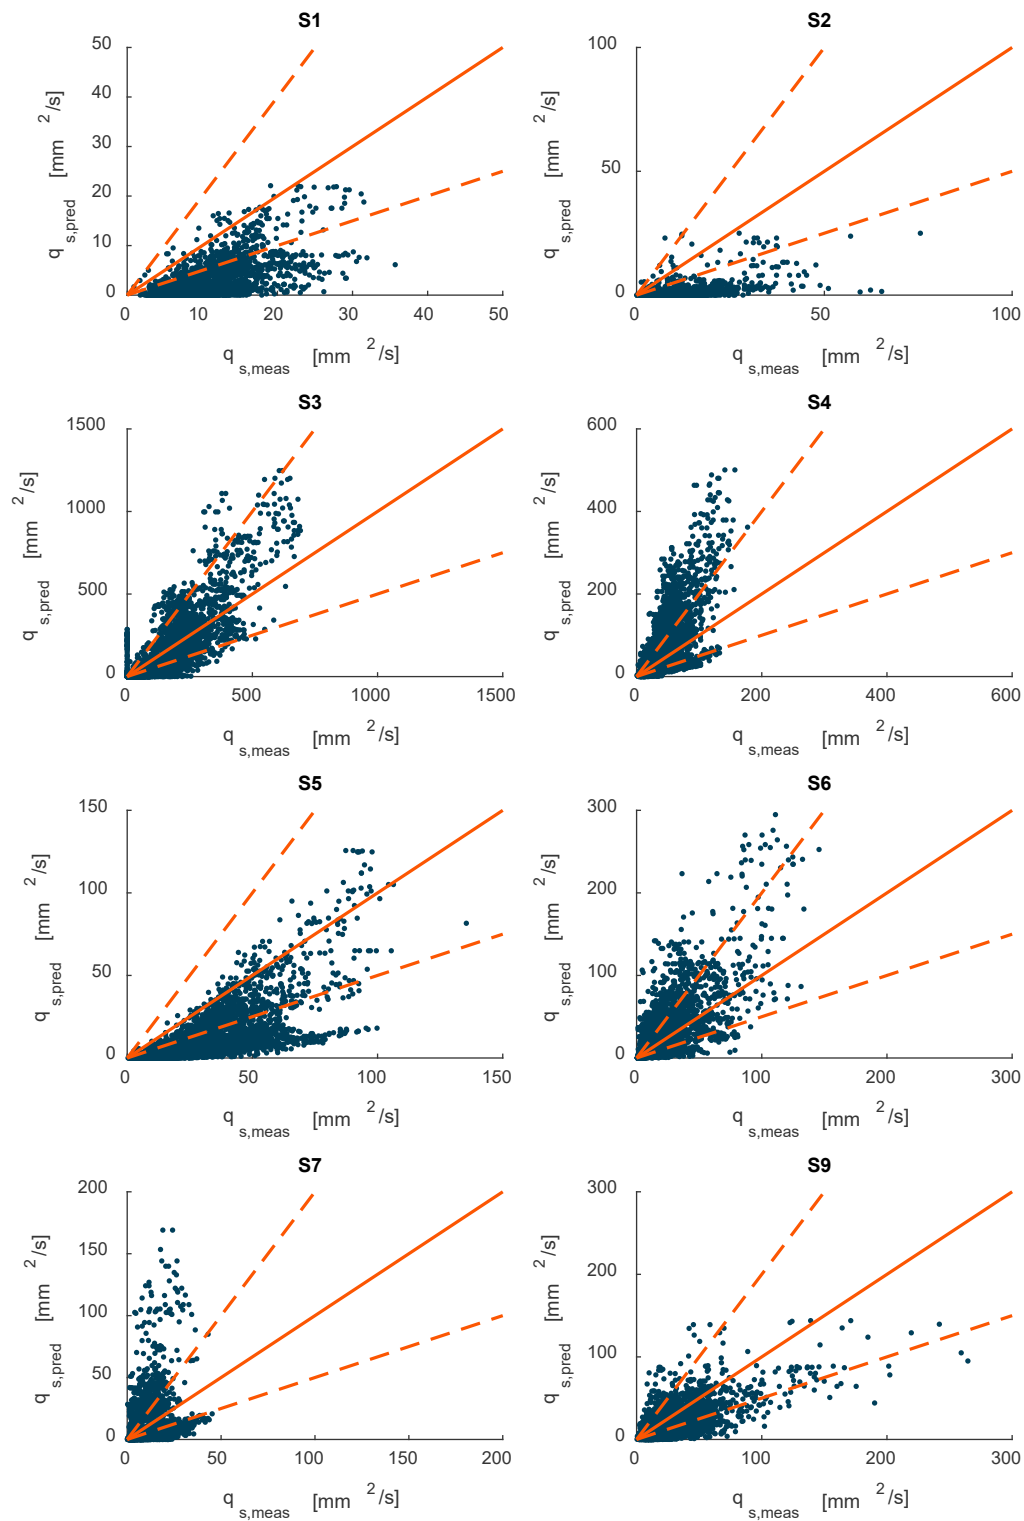 S1
50
40
30
20
10
0
q s,pred [mm 2/s]
0 10 20 30 40 50
q s,meas [mm 2/s]
S2
100
50
0
q s,pred [mm 2/s]
0 50 100
q s,meas [mm 2/s]
S3
1500
1000
500
0
q s,pred [mm 2/s]
0 500 1000 1500
q s,meas [mm 2/s]
S4
600
400
200
0
q s,pred [mm 2/s]
0 200 400 600
q s,meas [mm 2/s]
S5
150
100
50
0
q s,pred [mm 2/s]
0 50 100 150
q s,meas [mm 2/s]
S6
300
200
100
0
q s,pred [mm 2/s]
0 100 200 300
q s,meas [mm 2/s]
S7
200
150
100
50
0
q s,pred [mm 2/s]
0 50 100 150 200
q s,meas [mm 2/s]
S9
300
200
100
0
q s,pred [mm 2/s]
0 100 200 300
q s,meas [mm 2/s]